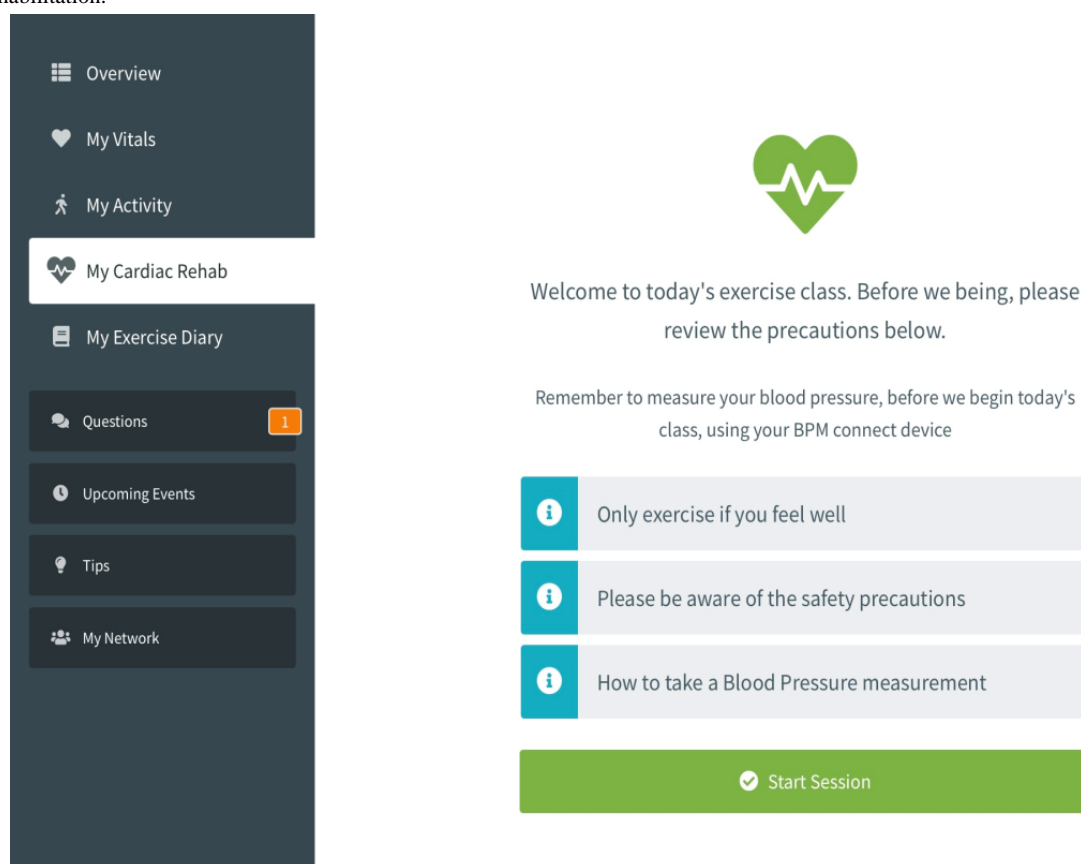 Overview
My Vitals
My Activity
My Cardiac Rehab
My Exercise Diary
Questions 1
Upcoming Events
Tips
My Network
Welcome to today's exercise class. Before we being, please
review the precautions below.
Remember to measure your blood pressure, before we begin today's
class, using your BPM connect device
Only exercise if you feel well
Please be aware of the safety precautions
How to take a Blood Pressure measurement
Start Session